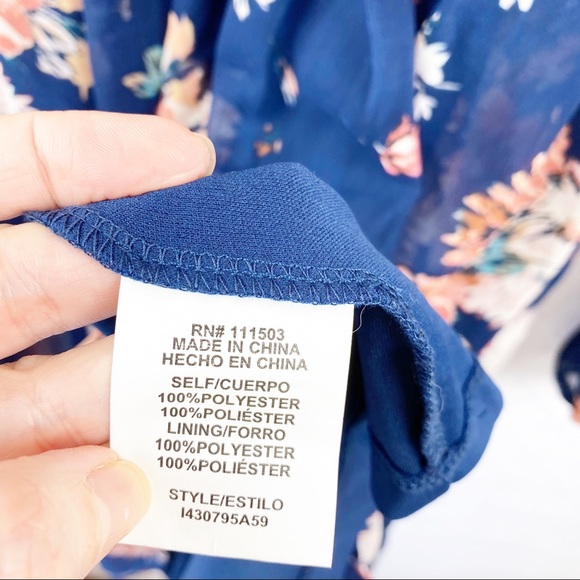 RN# 111503
MADE IN CHINA
HECHO EN CHINA
SELF/CUERPO
100%POLYESTER
100%POLIÉSTER
LINING/FORRO
100%POLYESTER
100%POLIÉSTER
STYLE/ESTILO
I430795A59